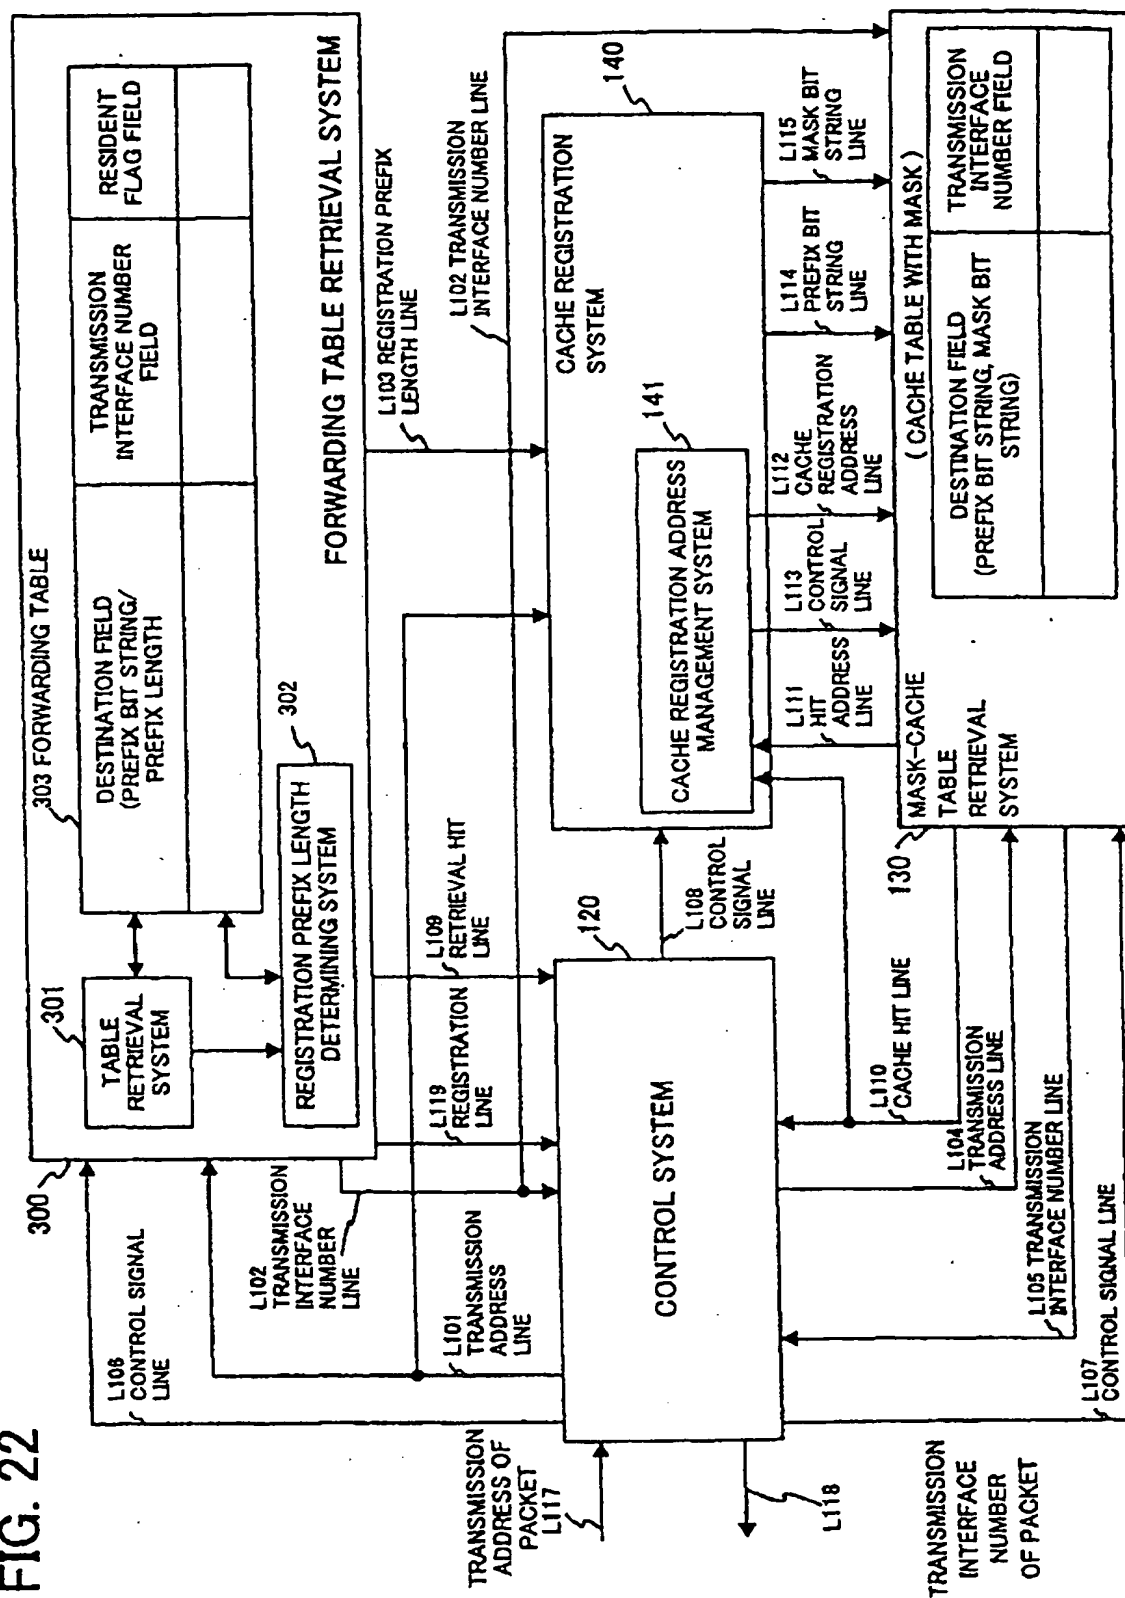 FIG. 22
303 FORWARDING TABLE
DESTINATION FIELD
(PREFIX BIT STRING/
PREFIX LENGTH
TRANSMISSION
INTERFACE NUMBER
FIELD
RESIDENT
FLAG FIELD
301
TABLE
RETRIEVAL
SYSTEM
302
REGISTRATION PREFIX LENGTH
DETERMINING SYSTEM
FORWARDING TABLE RETRIEVAL SYSTEM
300
L106
CONTROL SIGNAL
LINE
L102
TRANSMISSION
INTERFACE
NUMBER
LINE
L101
TRANSMISSION
ADDRESS
LINE
L119
REGISTRATION
LINE
L109
RETRIEVAL HIT
LINE
L103 REGISTRATION PREFIX
LENGTH LINE
L102 TRANSMISSION
INTERFACE NUMBER LINE
TRANSMISSION
ADDRESS OF
PACKET
L117
L118
TRANSMISSION
INTERFACE
NUMBER
OF PACKET
120
CONTROL SYSTEM
L108
CONTROL
SIGNAL
LINE
140
CACHE REGISTRATION
SYSTEM
141
CACHE REGISTRATION ADDRESS
MANAGEMENT SYSTEM
L111
HIT
ADDRESS
LINE
L113
CONTROL
SIGNAL
LINE
L112
CACHE
REGISTRATION
ADDRESS
LINE
L114
PREFIX BIT
STRING
LINE
L115
MASK BIT
STRING
LINE
L110
CACHE HIT LINE
L104
TRANSMISSION
ADDRESS LINE
L105 TRANSMISSION
INTERFACE NUMBER LINE
L107
CONTROL SIGNAL LINE
130
MASK-CACHE
TABLE
RETRIEVAL
SYSTEM
( CACHE TABLE WITH MASK )
DESTINATION FIELD
(PREFIX BIT STRING, MASK BIT
STRING)
TRANSMISSION
INTERFACE
NUMBER FIELD